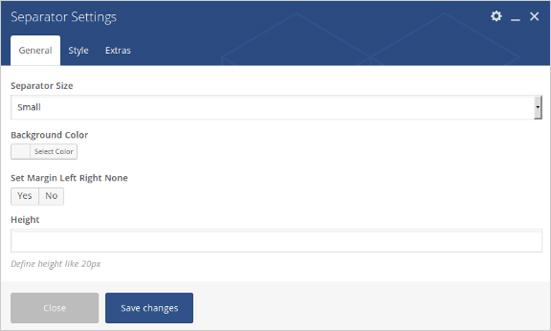 Separator Settings
General Style Extras
Separator Size
Small
Background Color
Select Color
Set Margin Left Right None
Yes No
Height
Define height like 20px
Close Save changes